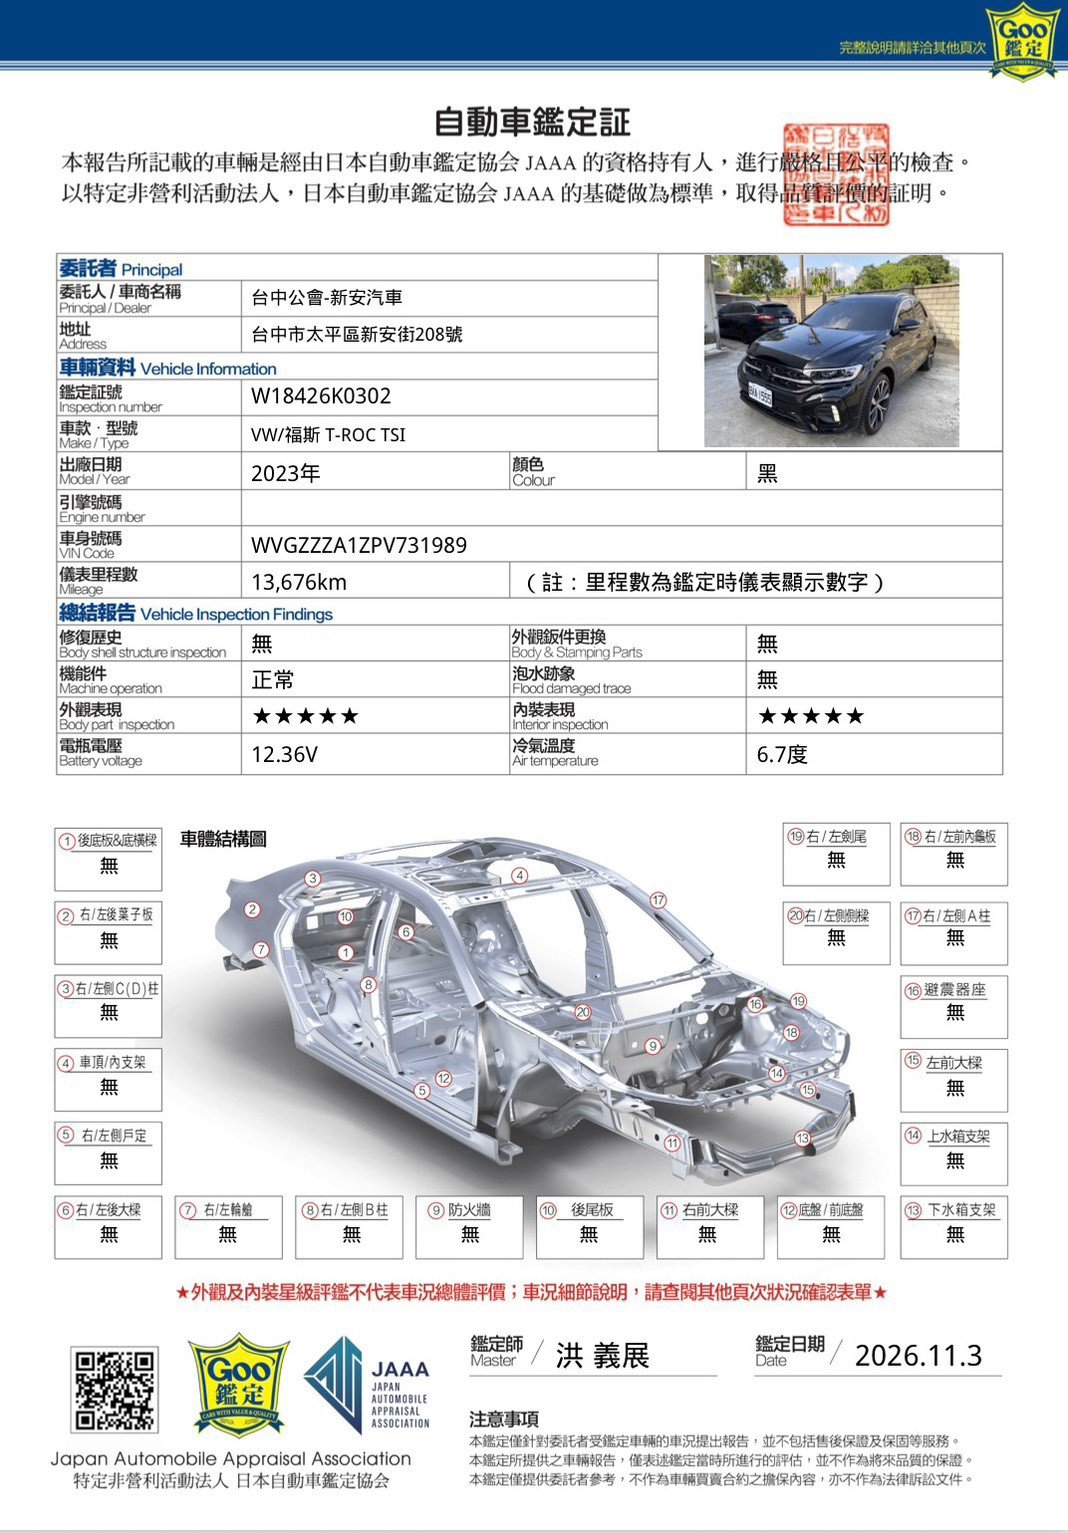 完整說明請詳洽其他頁次
Goo
鑑定
CARS WITH VALUE & QUALITY
自動車鑑定証
本報告所記載的車輛是經由日本自動車鑑定協会 JAAA 的資格持有人，進行嚴格且公平的檢查。
以特定非營利活動法人，日本自動車鑑定協会 JAAA 的基礎做為標準，取得品質評價的証明。
委託者 Principal
委託人 / 車商名稱
Principal / Dealer
台中公會-新安汽車
地址
Address
台中市太平區新安街208號
車輛資料 Vehicle Information
鑑定証號
Inspection number
W18426K0302
車款．型號
Make / Type
VW/福斯 T-ROC TSI
出廠日期
Model / Year
2023年
顏色
Colour
黑
引擎號碼
Engine number
車身號碼
VIN Code
WVGZZZA1ZPV731989
儀表里程數
Mileage
13,676km
（註：里程數為鑑定時儀表顯示數字）
總結報告 Vehicle Inspection Findings
修復歷史
Body shell structure inspection
無
外觀鈑件更換
Body & Stamping Parts
無
機能件
Machine operation
正常
泡水跡象
Flood damaged trace
無
外觀表現
Body part inspection
★★★★★
內裝表現
Interior inspection
★★★★★
電瓶電壓
Battery voltage
12.36V
冷氣溫度
Air temperature
6.7度
車體結構圖
①後底板&底橫樑
無
②右/左後葉子板
無
③右/左側C(D)柱
無
④車頂/內支架
無
⑤右/左側戶定
無
⑥右/左後大樑
無
⑦右/左輪艙
無
⑧右/左側B柱
無
⑨防火牆
無
⑩後尾板
無
⑪右前大樑
無
⑫底盤/前底盤
無
⑬下水箱支架
無
⑭上水箱支架
無
⑮左前大樑
無
⑯避震器座
無
⑰右/左側A柱
無
⑱右/左前內龜板
無
⑲右/左劍尾
無
⑳右/左側側樑
無
★外觀及內裝星級評鑑不代表車況總體評價；車況細節說明，請查閱其他頁次狀況確認表單★
Goo
鑑定
CARS WITH VALUE & QUALITY
JAAA
JAPAN
AUTOMOBILE
APPRAISAL
ASSOCIATION
Japan Automobile Appraisal Association
特定非營利活動法人 日本自動車鑑定協会
鑑定師
Master
洪 義展
鑑定日期
Date
2026.11.3
注意事項
本鑑定僅針對委託者受鑑定車輛的車況提出報告，並不包括售後保證及保固等服務。
本鑑定所提供之車輛報告，僅表述鑑定當時所進行的評估，並不作為將來品質的保證。
本鑑定僅提供委託者參考，不作為車輛買賣合約之擔保內容，亦不作為法律訴訟文件。